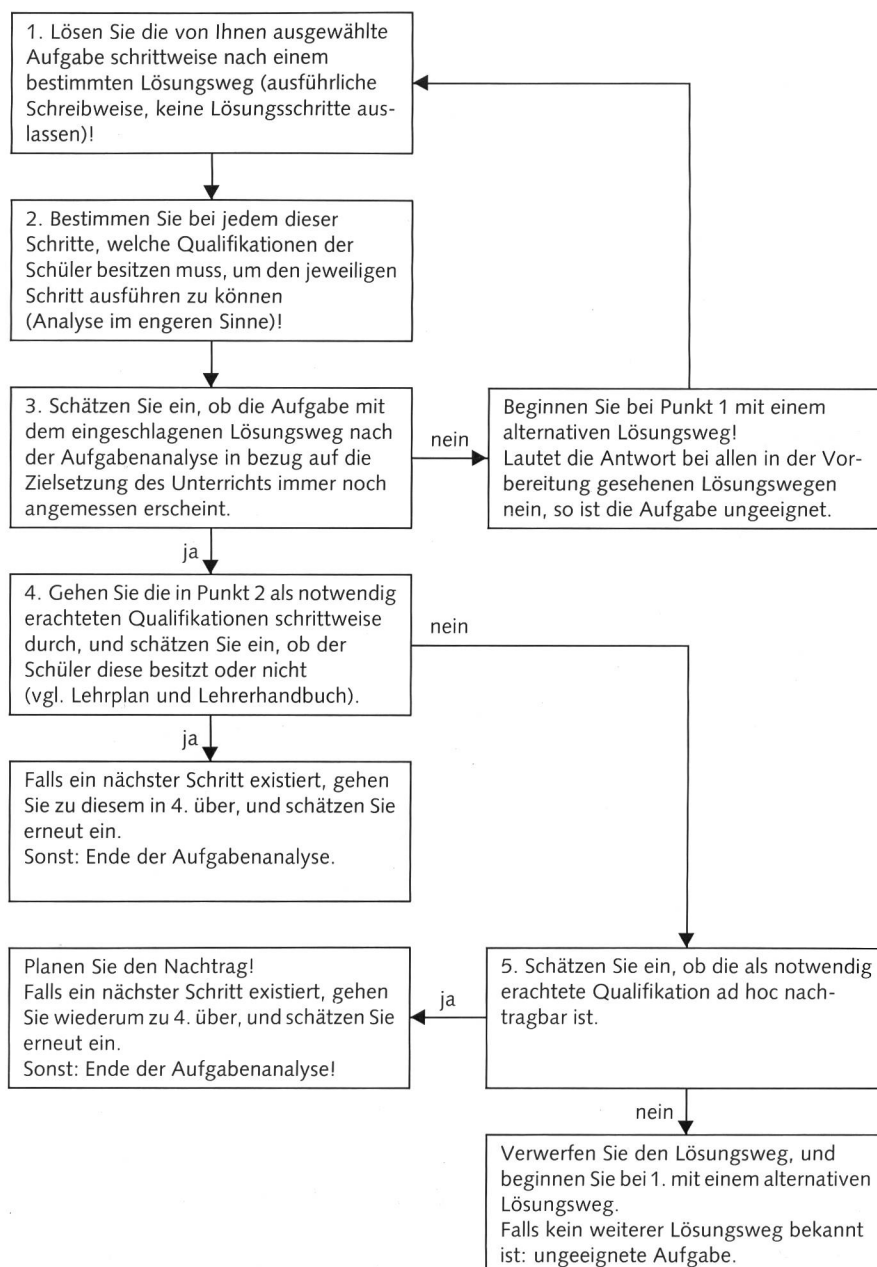 1. Lösen Sie die von Ihnen ausgewählte
Aufgabe schrittweise nach einem
bestimmten Lösungsweg (ausführliche
Schreibweise, keine Lösungsschritte aus-
lassen)!
2. Bestimmen Sie bei jedem dieser
Schritte, welche Qualifikationen der
Schüler besitzen muss, um den jeweiligen
Schritt ausführen zu können
(Analyse im engeren Sinne)!
3. Schätzen Sie ein, ob die Aufgabe mit
dem eingeschlagenen Lösungsweg nach
der Aufgabenanalyse in bezug auf die
Zielsetzung des Unterrichts immer noch
angemessen erscheint.
nein
Beginnen Sie bei Punkt 1 mit einem
alternativen Lösungsweg!
Lautet die Antwort bei allen in der Vor-
bereitung gesehenen Lösungswegen
nein, so ist die Aufgabe ungeeignet.
ja
4. Gehen Sie die in Punkt 2 als notwendig
erachteten Qualifikationen schrittweise
durch, und schätzen Sie ein, ob der
Schüler diese besitzt oder nicht
(vgl. Lehrplan und Lehrerhandbuch).
nein
ja
Falls ein nächster Schritt existiert, gehen
Sie zu diesem in 4. über, und schätzen Sie
erneut ein.
Sonst: Ende der Aufgabenanalyse.
Planen Sie den Nachtrag!
Falls ein nächster Schritt existiert, gehen
Sie wiederum zu 4. über, und schätzen Sie
erneut ein.
Sonst: Ende der Aufgabenanalyse!
ja
5. Schätzen Sie ein, ob die als notwendig
erachtete Qualifikation ad hoc nach-
tragbar ist.
nein
Verwerfen Sie den Lösungsweg, und
beginnen Sie bei 1. mit einem alternativen
Lösungsweg.
Falls kein weiterer Lösungsweg bekannt
ist: ungeeignete Aufgabe.